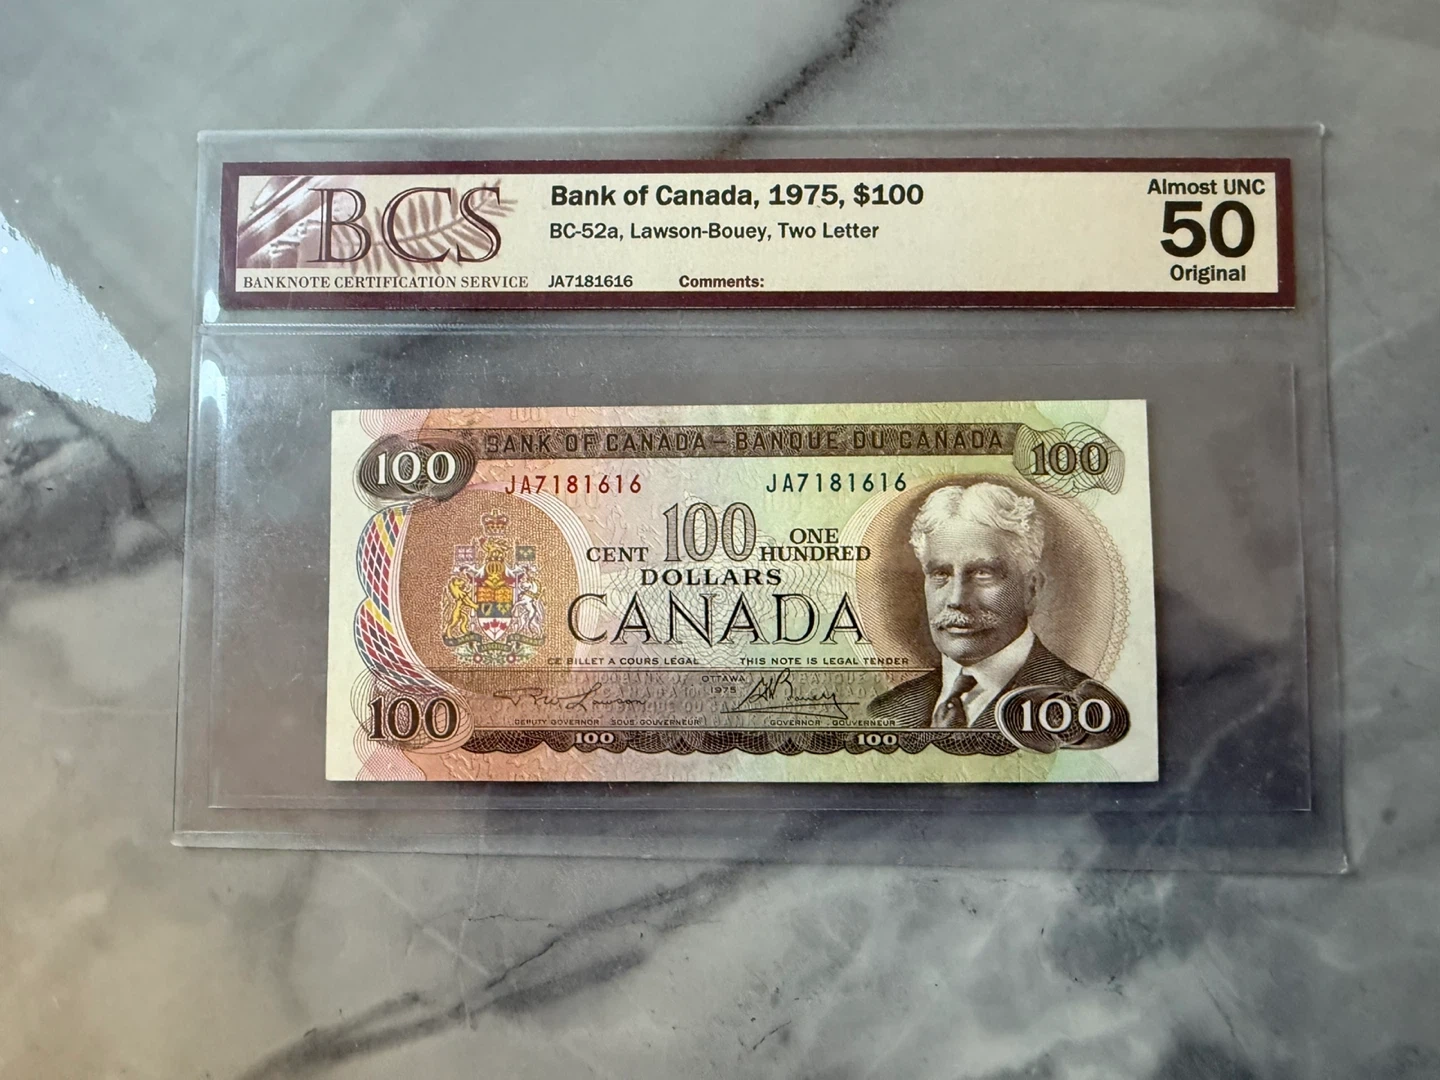 BCS
BANKNOTE CERTIFICATION SERVICE
Bank of Canada, 1975, $100
BC-52a, Lawson-Bouey, Two Letter
JA7181616 Comments:
Almost UNC
50
Original
100 BANK OF CANADA – BANQUE DU CANADA 100
JA7181616 JA7181616
CENT 100 ONE HUNDRED
DOLLARS
CANADA
CE BILLET A COURS LÉGAL THIS NOTE IS LEGAL TENDER
OTTAWA
1975
DEPUTY GOVERNOR SOUS-GOUVERNEUR GOVERNOR - GOUVERNEUR
100 100 100 100